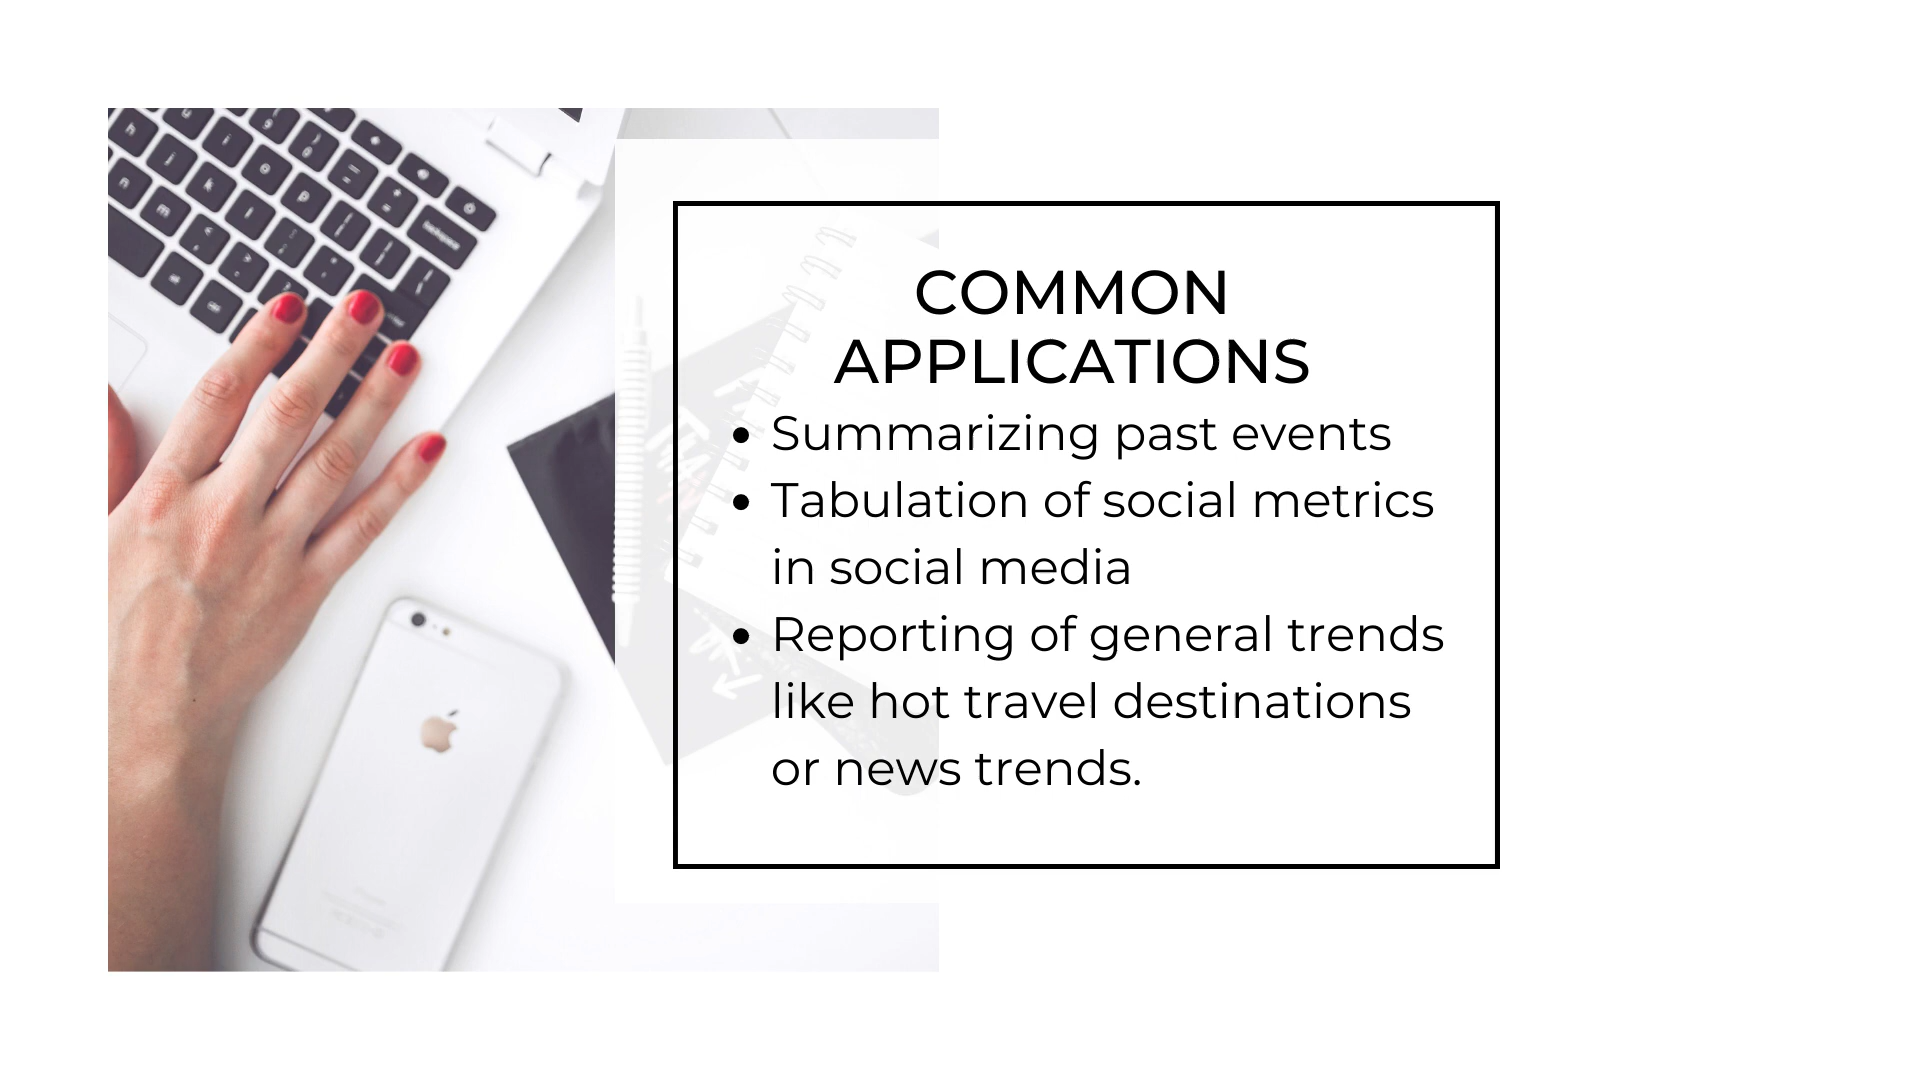 COMMON
APPLICATIONS
• Summarizing past events
• Tabulation of social metrics
in social media
• Reporting of general trends
like hot travel destinations
or news trends.